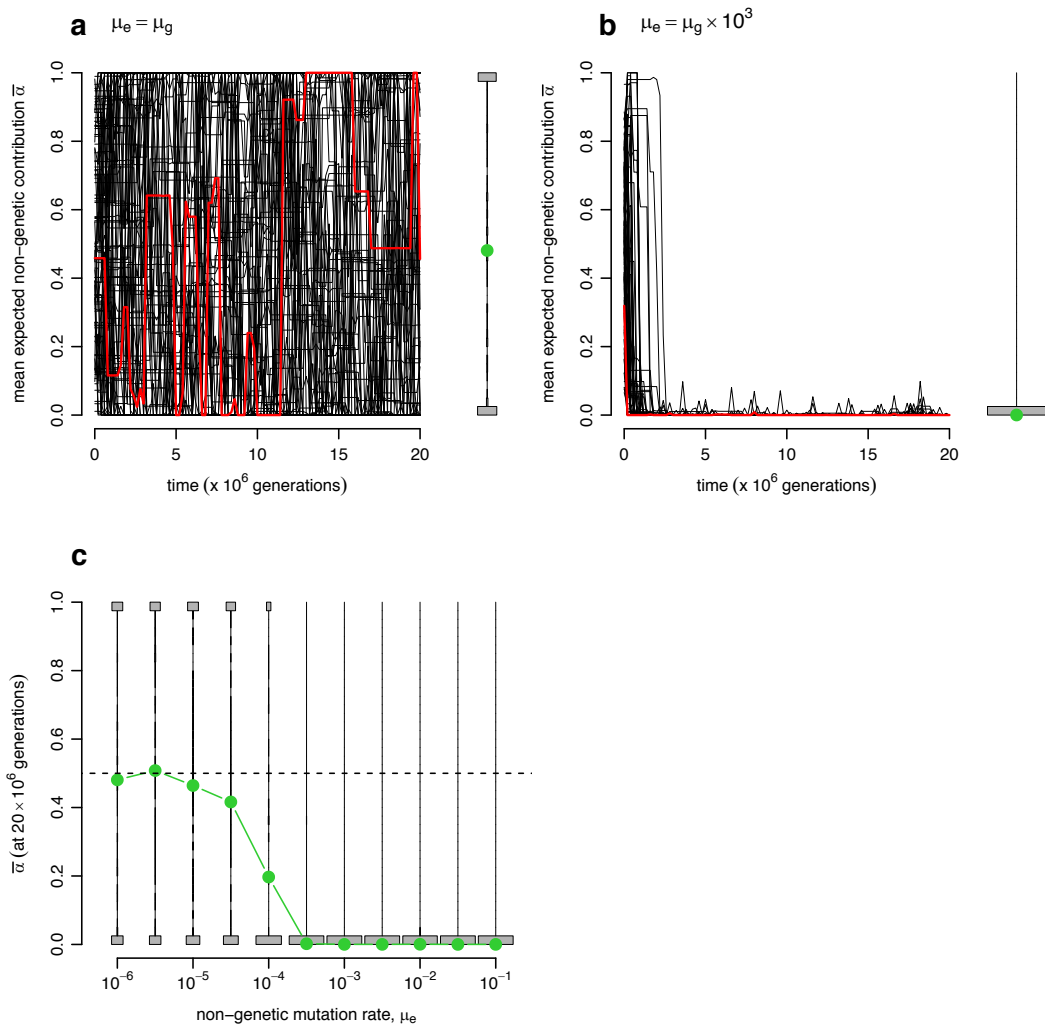 a μe = μg
mean expected non−genetic contribution α̅
1.0
0.8
0.6
0.4
0.2
0.0
0 5 10 15 20
time (x 10⁶ generations)
b μe = μg × 10³
mean expected non−genetic contribution α̅
1.0
0.8
0.6
0.4
0.2
0.0
0 5 10 15 20
time (x 10⁶ generations)
c
α̅ (at 20 × 10⁶ generations)
1.0
0.8
0.6
0.4
0.2
0.0
10⁻⁶ 10⁻⁵ 10⁻⁴ 10⁻³ 10⁻² 10⁻¹
non−genetic mutation rate, μe